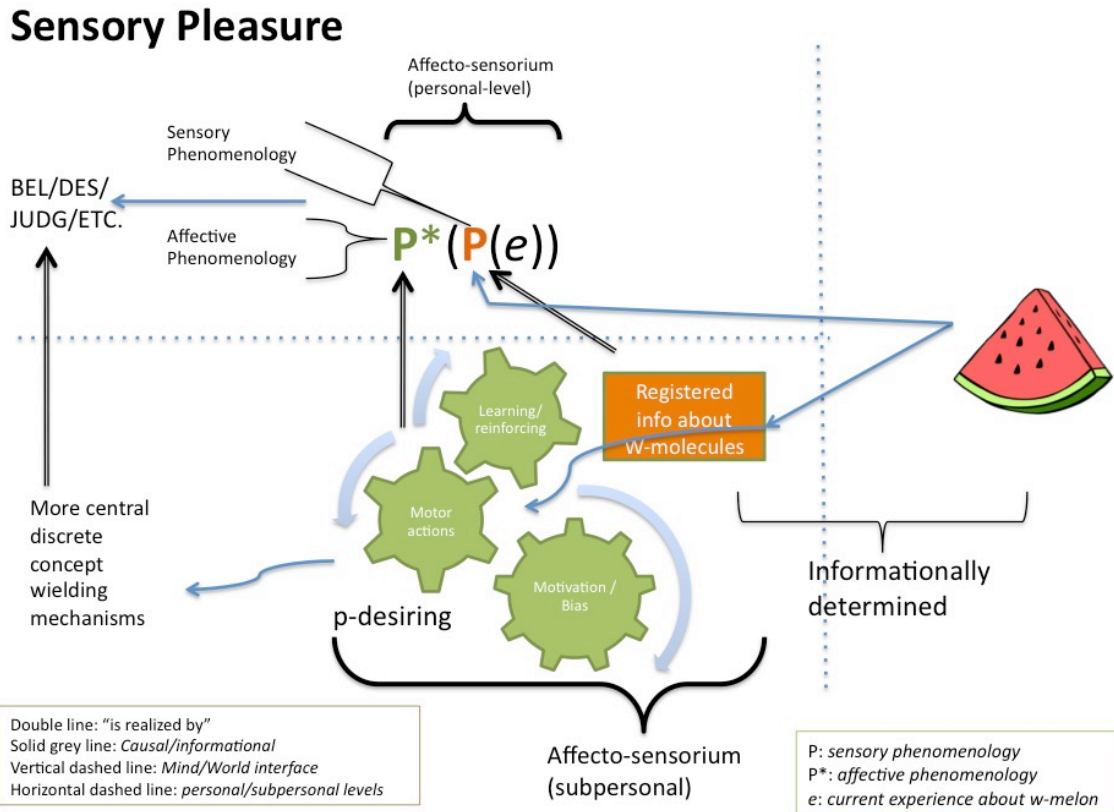 Sensory Pleasure
Affecto-sensorium
(personal-level)
Sensory
Phenomenology
BEL/DES/
JUDG/ETC.
Affective
Phenomenology
P*(P(e))
Learning/
reinforcing
Registered
info about
W-molecules
Motor
actions
More central
discrete
concept
wielding
mechanisms
Motivation /
Bias
Informationally
determined
p-desiring
Affecto-sensorium
(subpersonal)
Double line: “is realized by”
Solid grey line: Causal/informational
Vertical dashed line: Mind/World interface
Horizontal dashed line: personal/subpersonal levels
P: sensory phenomenology
P*: affective phenomenology
e: current experience about w-melon